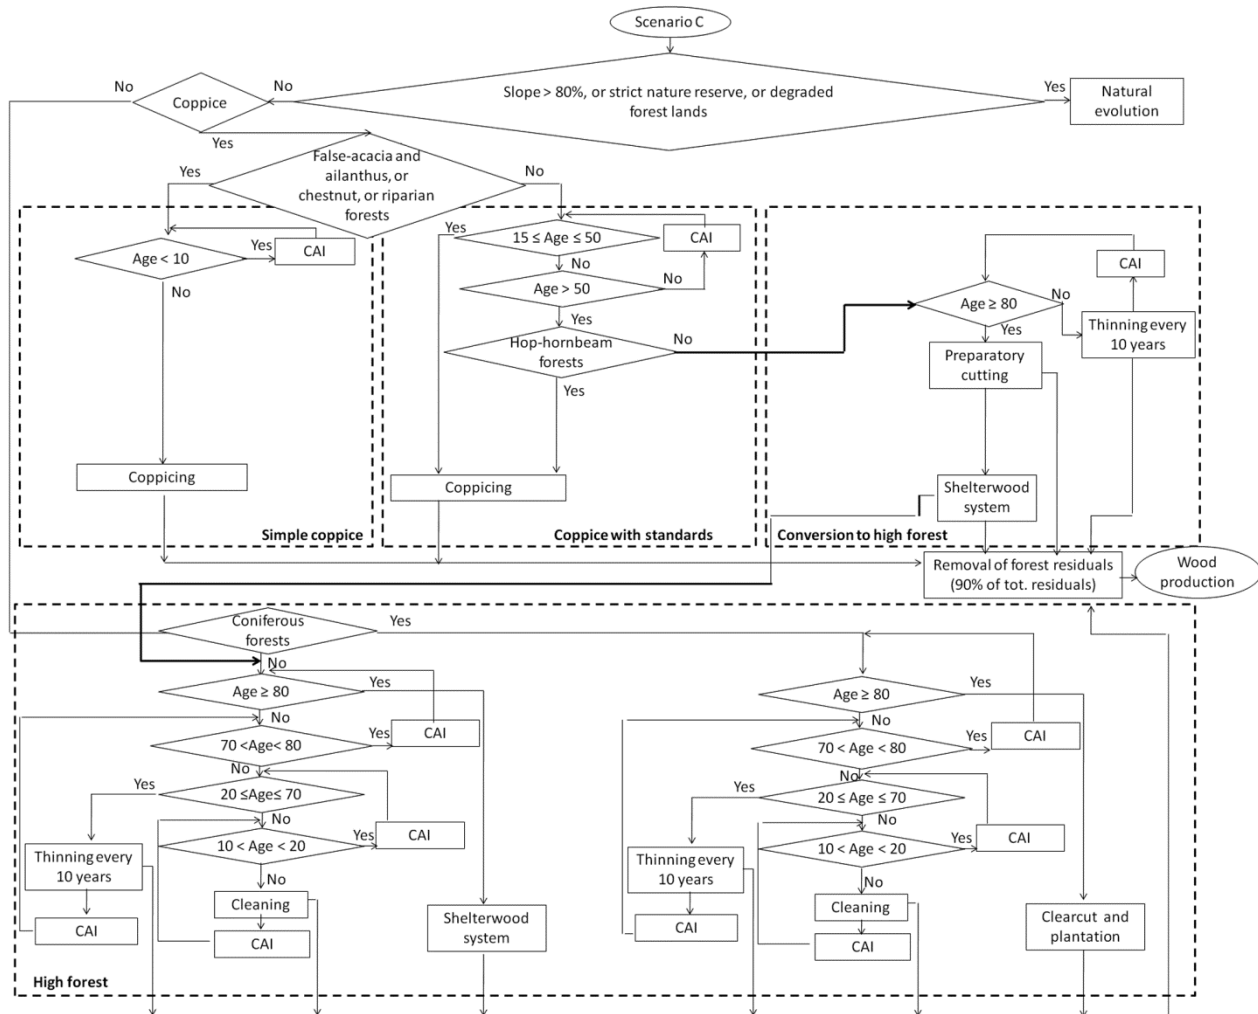 Scenario C
No
No
Yes
Coppice
Slope > 80%, or strict nature reserve, or degraded
forest lands
Natural
evolution
Yes
False-acacia and
ailanthus, or
chestnut, or riparian
forests
Yes
No
Age < 10
Yes
CAI
No
Coppicing
Simple coppice
Yes
15 ≤ Age ≤ 50
CAI
No
Age > 50
No
Yes
Hop-hornbeam
forests
No
Yes
Coppicing
Coppice with standards
CAI
Age ≥ 80
No
Yes
Thinning every
10 years
Preparatory
cutting
Shelterwood
system
Conversion to high forest
Removal of forest residuals
(90% of tot. residuals)
Wood
production
Coniferous
forests
Yes
No
Age ≥ 80
Yes
No
70 <Age< 80
Yes
CAI
No
Yes
20 ≤Age≤ 70
No
CAI
10 < Age < 20
Yes
Thinning every
10 years
No
Cleaning
CAI
CAI
Shelterwood
system
High forest
Age ≥ 80
Yes
No
70 < Age < 80
Yes
CAI
No
Yes
20 ≤ Age ≤ 70
No
CAI
10 < Age < 20
Yes
Thinning every
10 years
No
Cleaning
CAI
CAI
Clearcut and
plantation